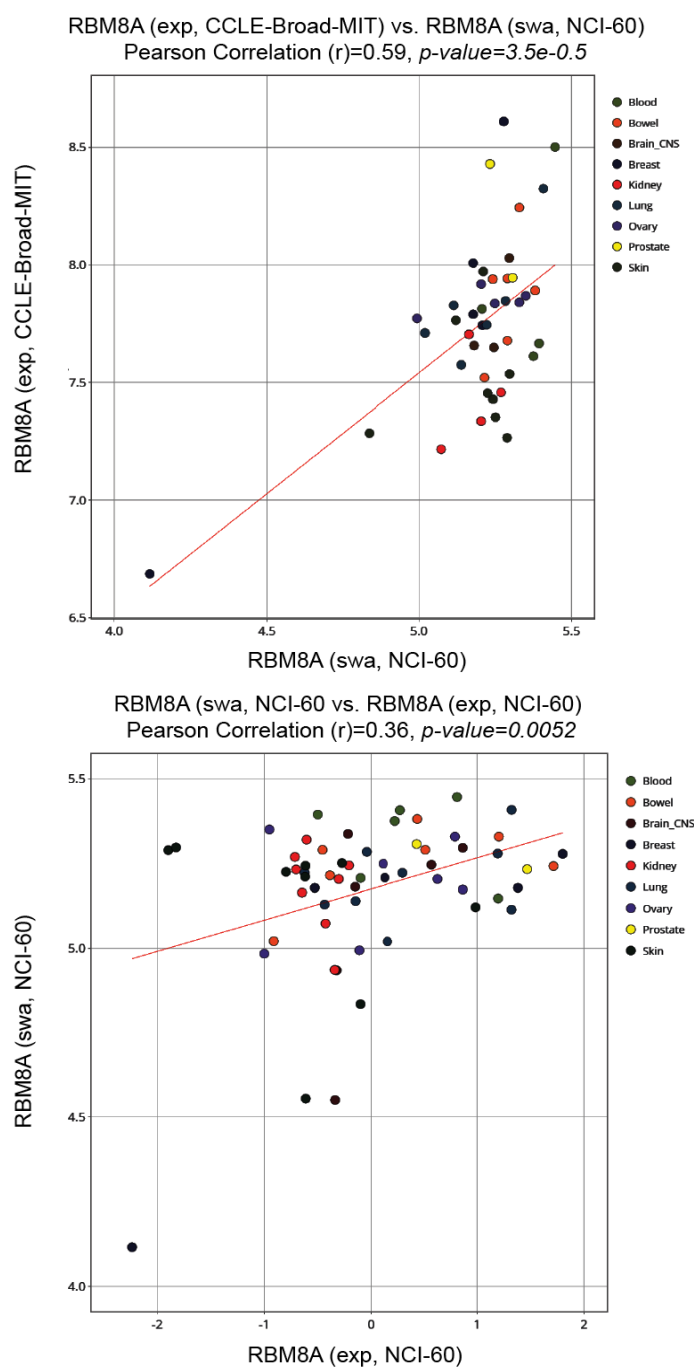 RBM8A (exp, CCLE-Broad-MIT) vs. RBM8A (swa, NCI-60)
Pearson Correlation (r)=0.59, p-value=3.5e-0.5
RBM8A (exp, CCLE-Broad-MIT)
8.5
8.0
7.5
7.0
6.5
4.0
4.5
5.0
5.5
RBM8A (swa, NCI-60)
Blood
Bowel
Brain_CNS
Breast
Kidney
Lung
Ovary
Prostate
Skin
RBM8A (swa, NCI-60 vs. RBM8A (exp, NCI-60)
Pearson Correlation (r)=0.36, p-value=0.0052
RBM8A (swa, NCI-60)
5.5
5.0
4.5
4.0
-2
-1
0
1
2
RBM8A (exp, NCI-60)
Blood
Bowel
Brain_CNS
Breast
Kidney
Lung
Ovary
Prostate
Skin